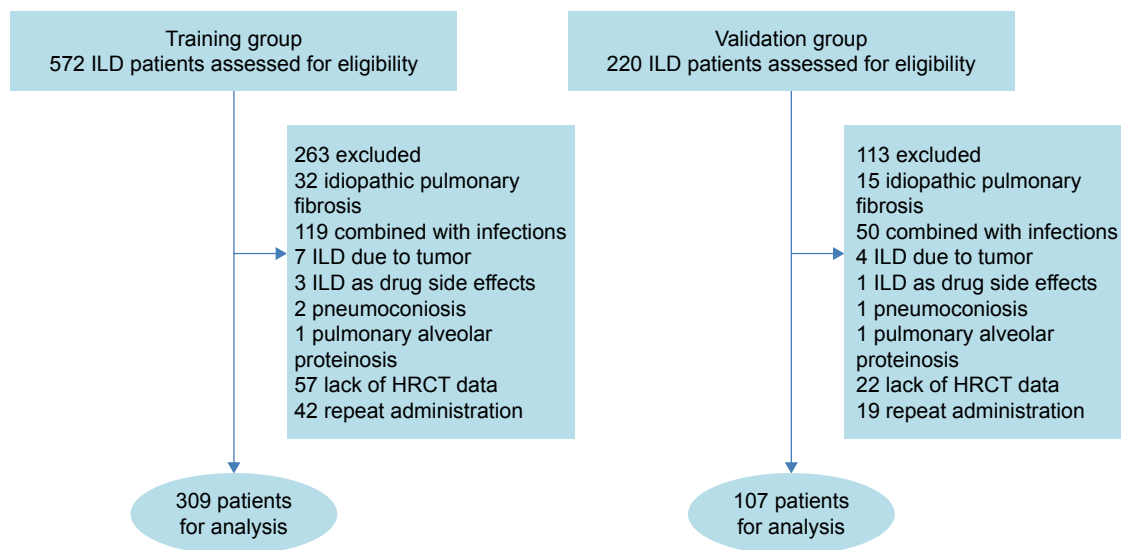 Training group
572 ILD patients assessed for eligibility
263 excluded
32 idiopathic pulmonary
fibrosis
119 combined with infections
7 ILD due to tumor
3 ILD as drug side effects
2 pneumoconiosis
1 pulmonary alveolar
proteinosis
57 lack of HRCT data
42 repeat administration
309 patients
for analysis
Validation group
220 ILD patients assessed for eligibility
113 excluded
15 idiopathic pulmonary
fibrosis
50 combined with infections
4 ILD due to tumor
1 ILD as drug side effects
1 pneumoconiosis
1 pulmonary alveolar
proteinosis
22 lack of HRCT data
19 repeat administration
107 patients
for analysis